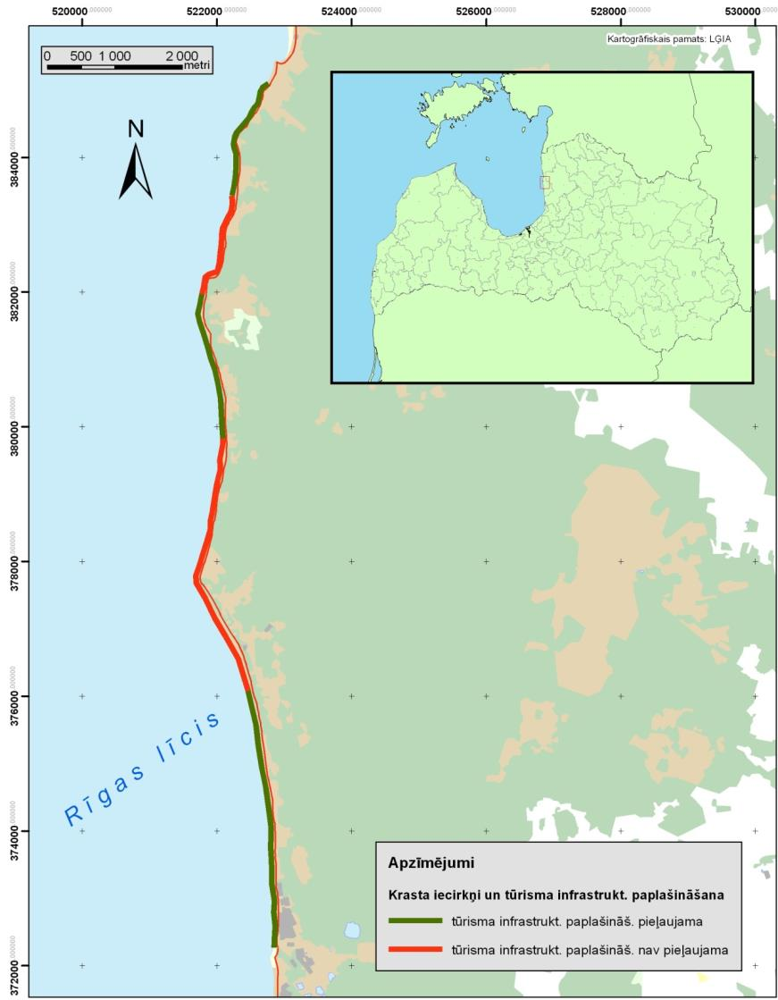 520000.000000 522000.000000 524000.000000 526000.000000 528000.000000 530000.000000
Kartogrāfiskais pamats: LĢIA
0 500 1 000 2 000
metri
N
384000.000000
382000.000000
380000.000000
378000.000000
376000.000000
374000.000000
372000.000000
Rīgas līcis
Apzīmējumi
Krasta iecirkņi un tūrisma infrastrukt. paplašināšana
tūrisma infrastrukt. paplašināš. pieļaujama
tūrisma infrastrukt. paplašināš. nav pieļaujama